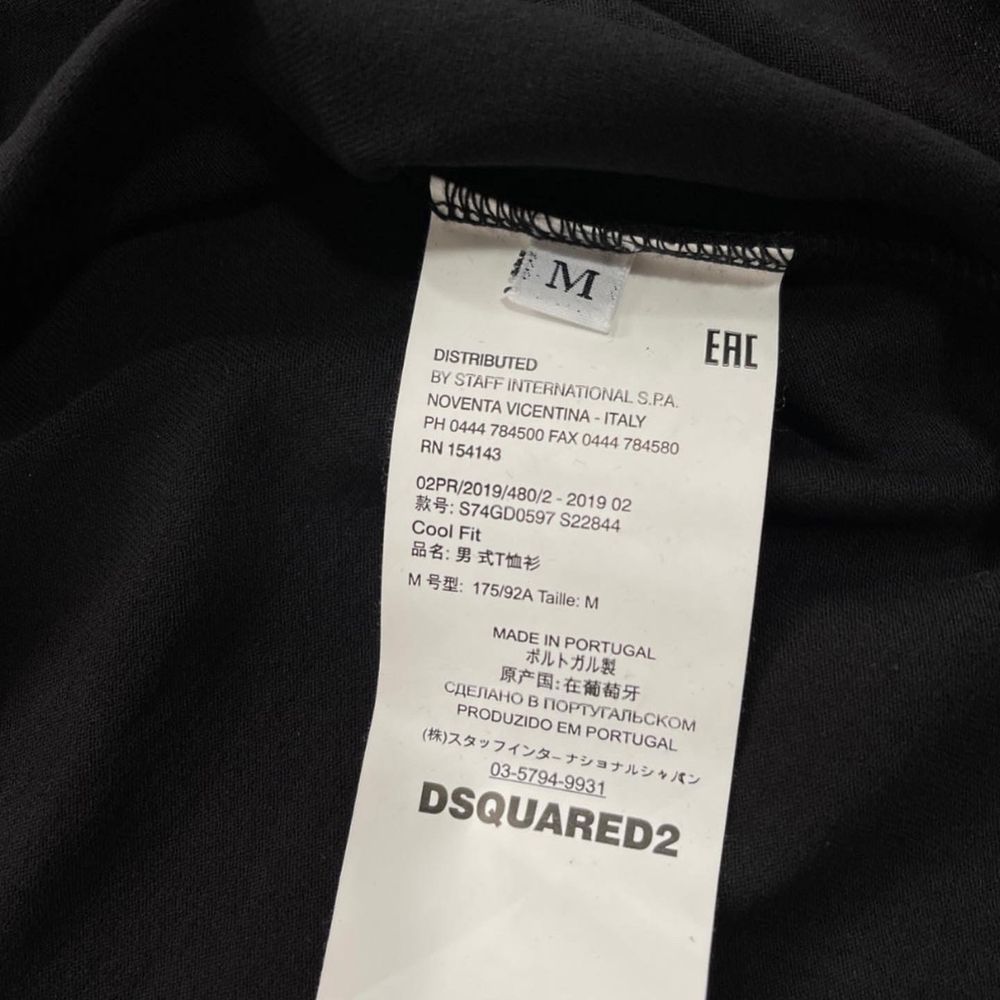 M
EAC
DISTRIBUTED
BY STAFF INTERNATIONAL S.P.A.
NOVENTA VICENTINA - ITALY
PH 0444 784500 FAX 0444 784580
RN 154143
02PR/2019/480/2 - 2019 02
款号: S74GD0597 S22844
Cool Fit
品名: 男 式T恤衫
M 号型: 175/92A Taille: M
MADE IN PORTUGAL
ポルトガル製
原产国: 在葡萄牙
СДЕЛАНО В ПОРТУГАЛЬСКОМ
PRODUZIDO EM PORTUGAL
(株)スタッフインターナショナルジャパン
03-5794-9931
DSQUARED2